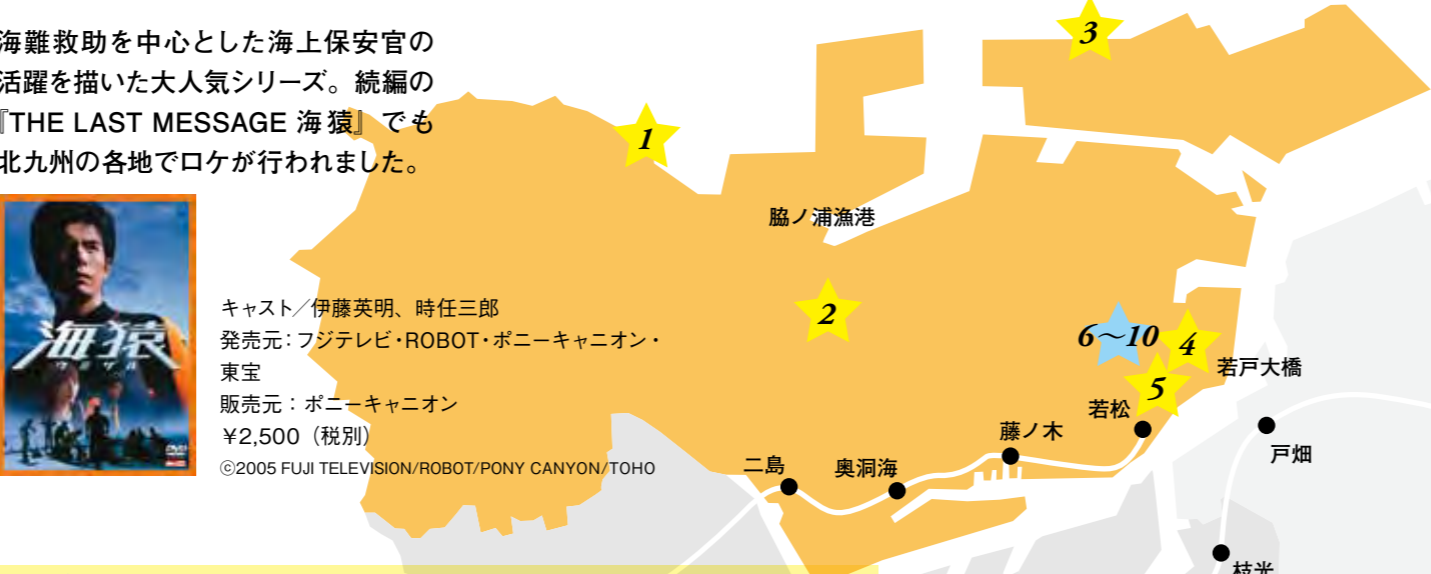 海難救助を中心とした海上保安官の
活躍を描いた大人気シリーズ。続編の
『THE LAST MESSAGE 海猿』でも
北九州の各地でロケが行われました。
海猿
ウミザル
キャスト／伊藤英明、時任三郎
発売元：フジテレビ・ROBOT・ポニーキャニオン・
東宝
販売元：ポニーキャニオン
¥2,500（税別）
©2005 FUJI TELEVISION/ROBOT/PONY CANYON/TOHO
3
1
脇ノ浦漁港
2
6〜10
4
若戸大橋
5
若松
藤ノ木
戸畑
二島
奥洞海
枝光